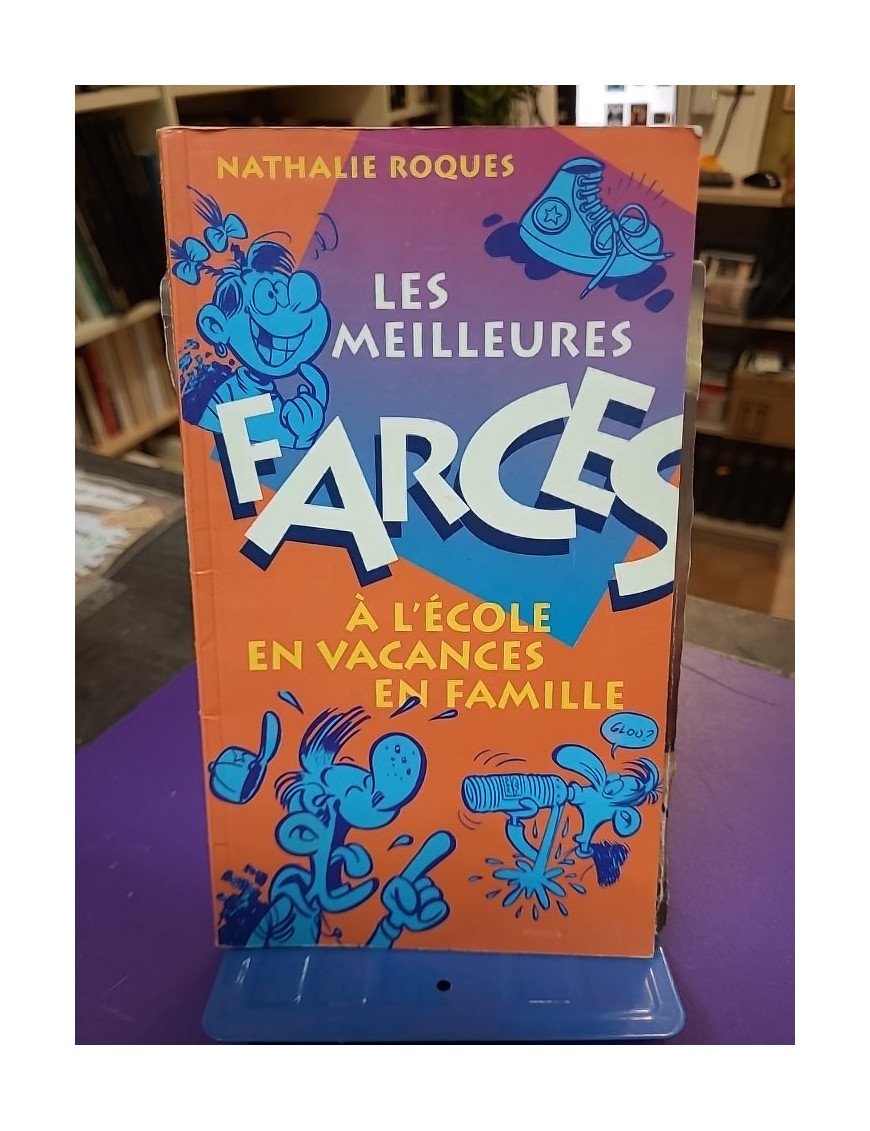 NATHALIE ROQUES
LES
MEILLEURES
FARCES
À L'ÉCOLE
EN VACANCES
EN FAMILLE
GLOU?